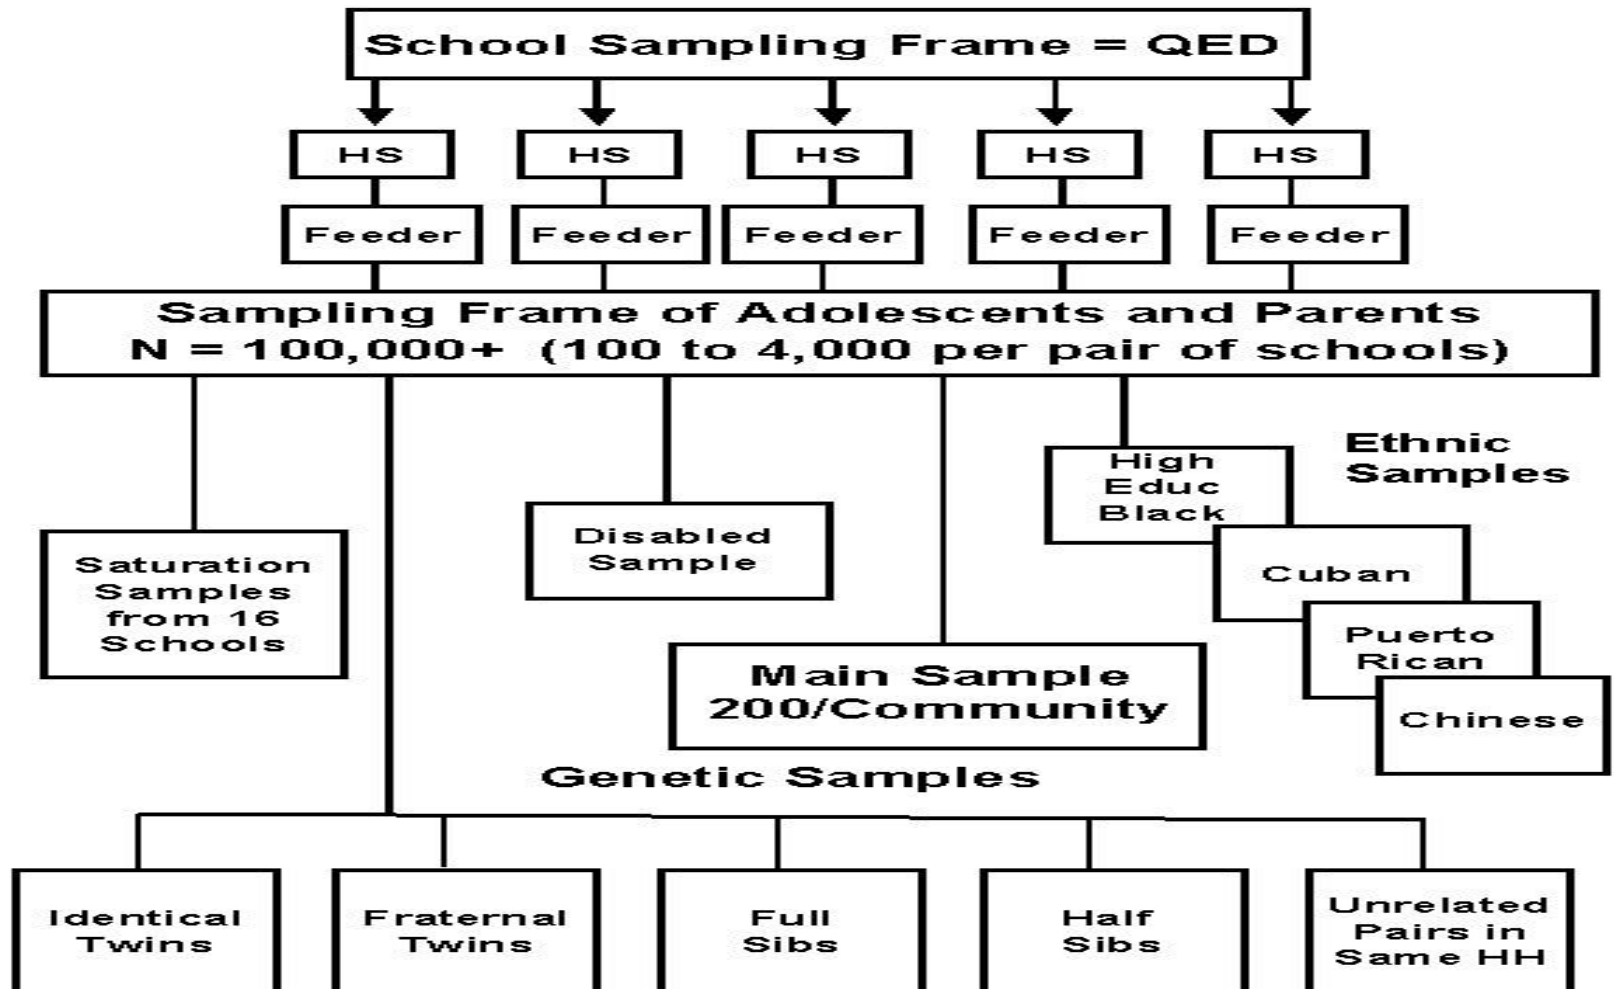 School Sampling Frame = QED
HS
HS
HS
HS
HS
Feeder
Feeder
Feeder
Feeder
Feeder
Sampling Frame of Adolescents and Parents
N = 100,000+ (100 to 4,000 per pair of schools)
Ethnic
Samples
High
Educ
Black
Cuban
Puerto
Rican
Chinese
Disabled
Sample
Saturation
Samples
from 16
Schools
Main Sample
200/Community
Genetic Samples
Identical
Twins
Fraternal
Twins
Full
Sibs
Half
Sibs
Unrelated
Pairs in
Same HH